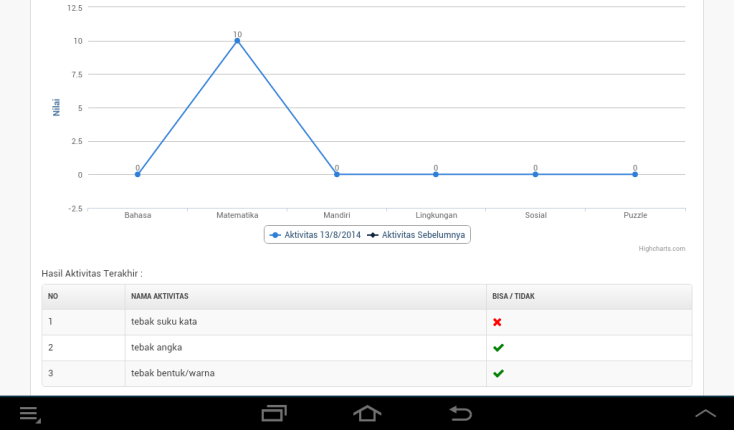 12.5
10
7.5
5
2.5
0
-2.5
Nilai
0
10
0
0
0
0
Bahasa
Matematika
Mandiri
Lingkungan
Sosial
Puzzle
Aktivitas 13/8/2014 Aktivitas Sebelumnya
Highcharts.com
Hasil Aktivitas Terakhir :
NO NAMA AKTIVITAS BISA / TIDAK
1 tebak suku kata
2 tebak angka
3 tebak bentuk/warna